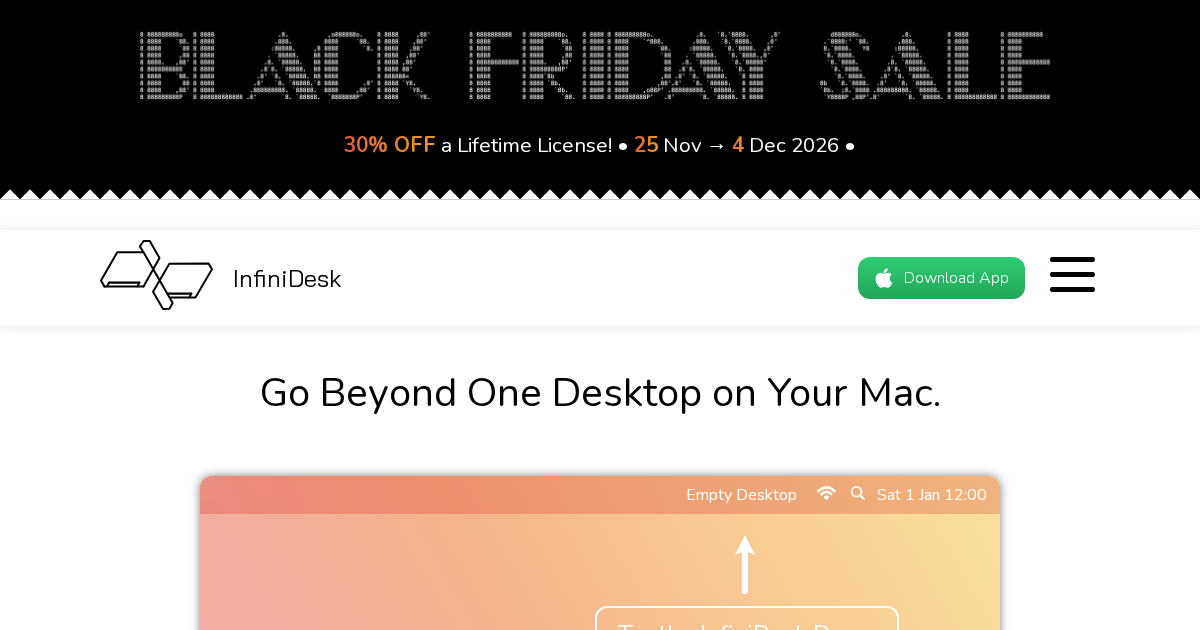 BLACK FRIDAY SALE
30% OFF a Lifetime License! • 25 Nov → 4 Dec 2026 •
InfiniDesk
Download App
Go Beyond One Desktop on Your Mac.
Empty Desktop Sat 1 Jan 12:00